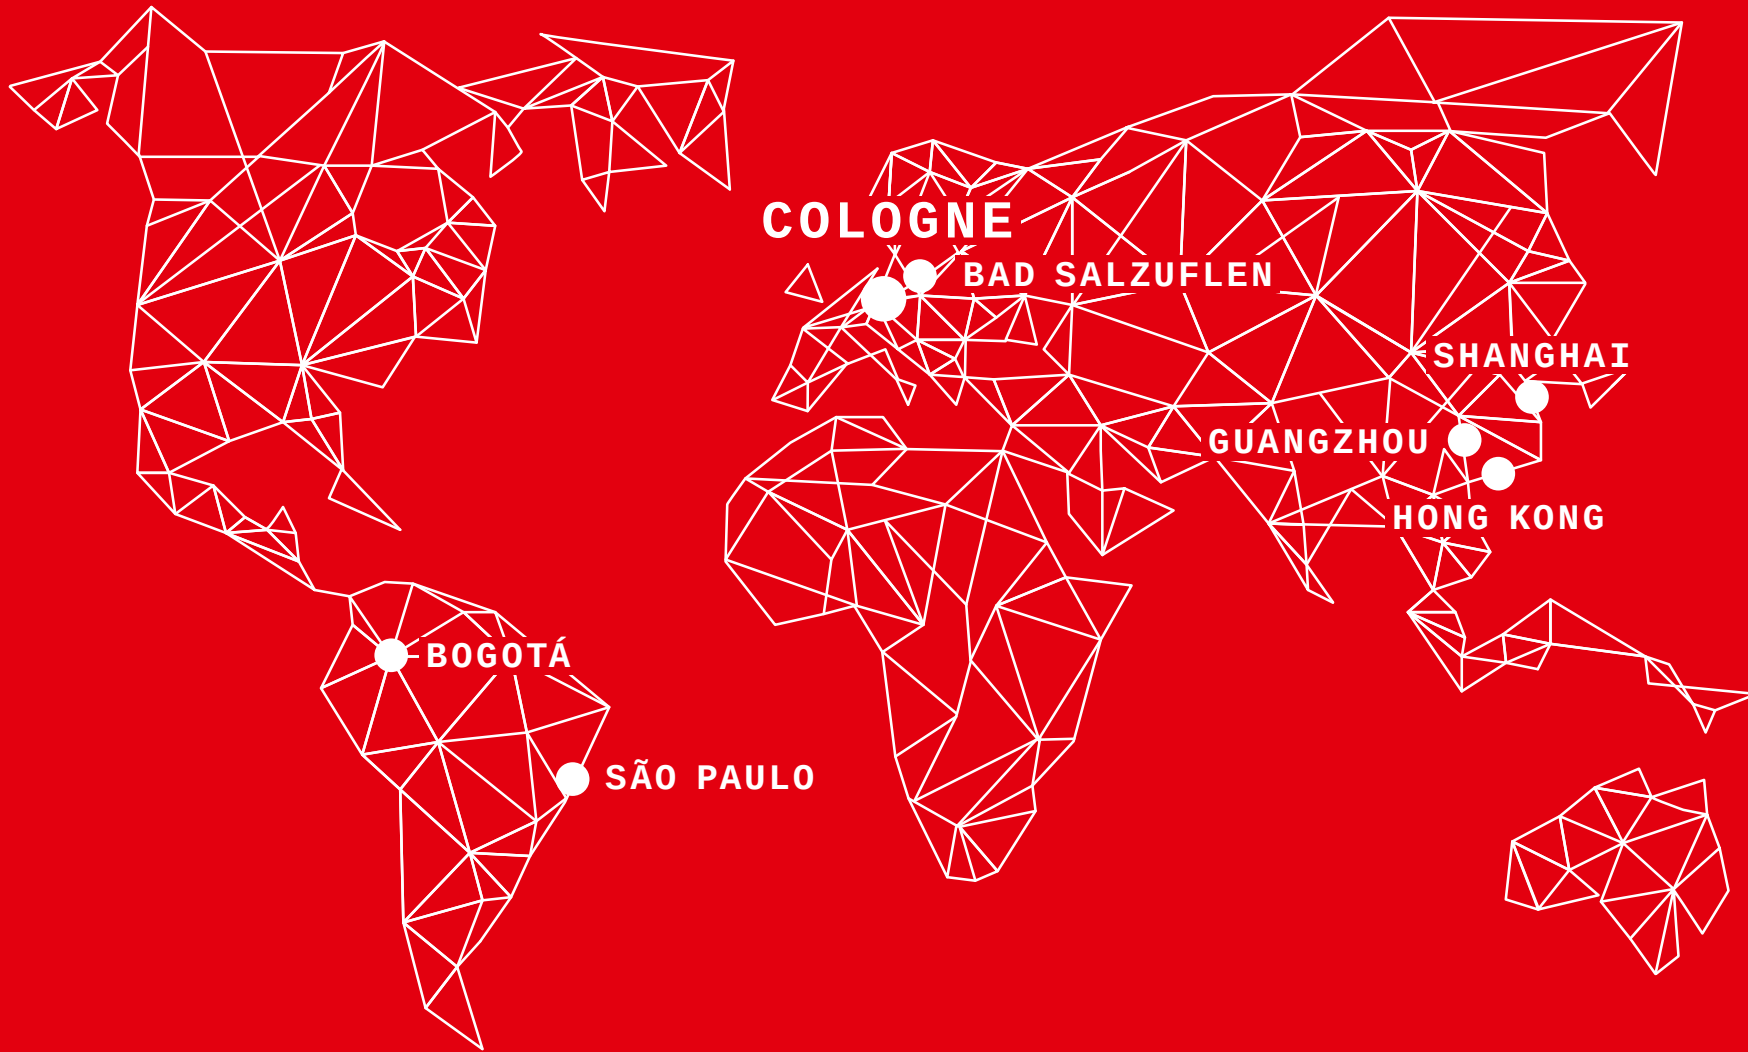 COLOGNE
BAD SALZUFLEN
SHANGHAI
GUANGZHOU
HONG KONG
BOGOTÁ
SÃO PAULO